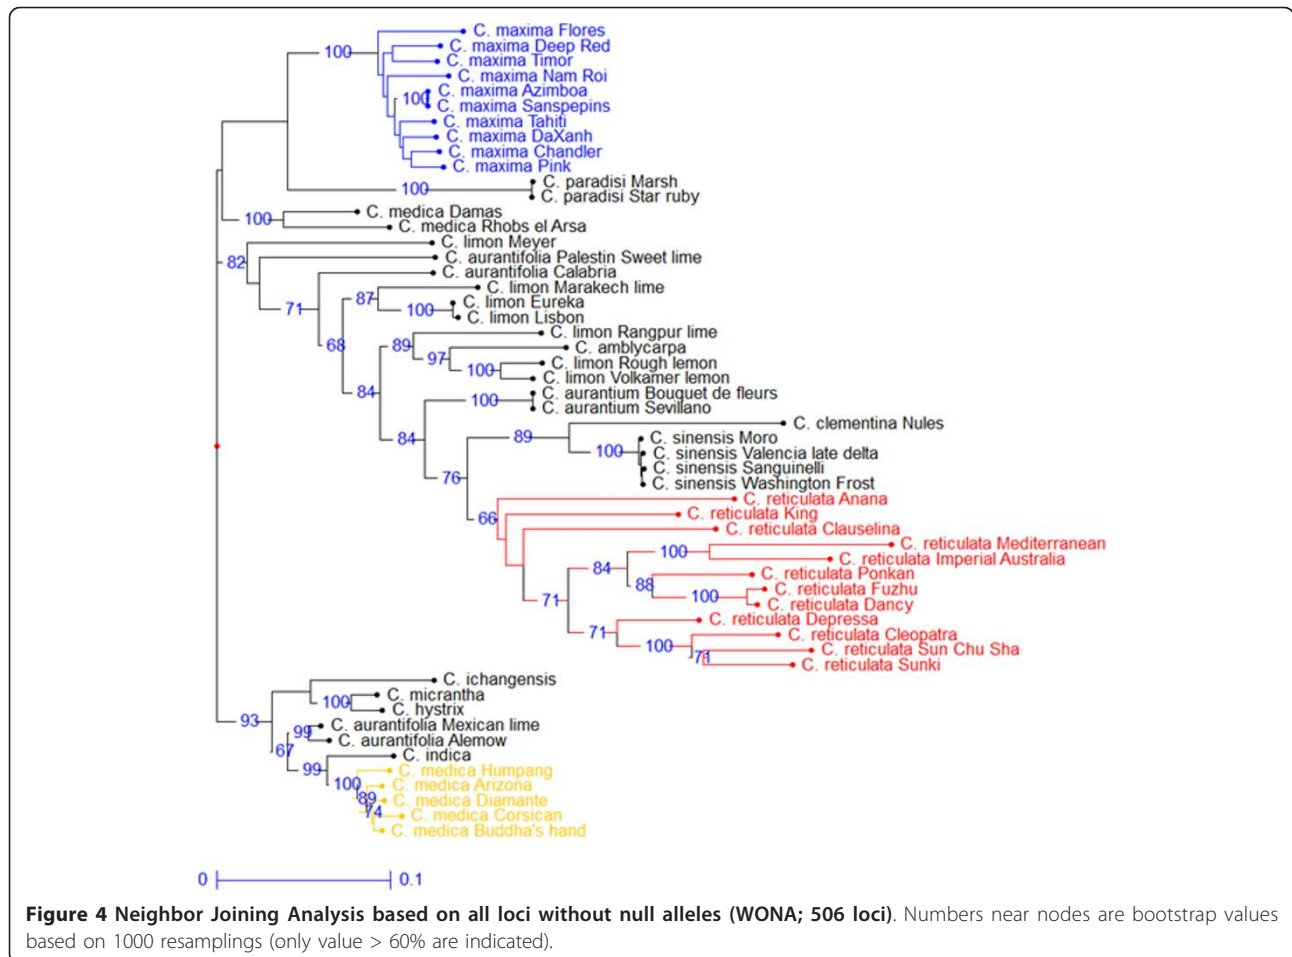 C. maxima Flores
C. maxima Deep Red
100
C. maxima Timor
C. maxima Nam Roi
C. maxima Azimboa
100
C. maxima Sanspepins
C. maxima Tahiti
C. maxima DaXanh
C. maxima Chandler
C. maxima Pink
C. paradisi Marsh
100
C. paradisi Star ruby
C. medica Damas
100
C. medica Rhobs el Arsa
C. limon Meyer
C. aurantifolia Palestin Sweet lime
82
C. aurantifolia Calabria
C. limon Marakech lime
87
C. limon Eureka
71
100
C. limon Lisbon
C. limon Rangpur lime
68
89
C. amblycarpa
97
C. limon Rough lemon
100
C. limon Volkamer lemon
84
C. aurantium Bouquet de fleurs
100
C. aurantium Sevillano
C. clementina Nules
84
89
C. sinensis Moro
100
C. sinensis Valencia late delta
C. sinensis Sanguinelli
76
C. sinensis Washington Frost
C. reticulata Anana
C. reticulata King
66
C. reticulata Clauselina
C. reticulata Mediterranean
100
C. reticulata Imperial Australia
84
C. reticulata Ponkan
88
C. reticulata Fuzhu
100
C. reticulata Dancy
71
C. reticulata Depressa
71
C. reticulata Cleopatra
100
C. reticulata Sun Chu Sha
71
C. reticulata Sunki
C. ichangensis
C. micrantha
100
C. hystrix
93
C. aurantifolia Mexican lime
99
C. aurantifolia Alemow
67
C. indica
99
C. medica Humpang
100
C. medica Arizona
89
C. medica Diamante
74
C. medica Corsican
C. medica Buddha's hand
0 0.1
Figure 4 Neighbor Joining Analysis based on all loci without null alleles (WONA; 506 loci). Numbers near nodes are bootstrap values
based on 1000 resamplings (only value > 60% are indicated).